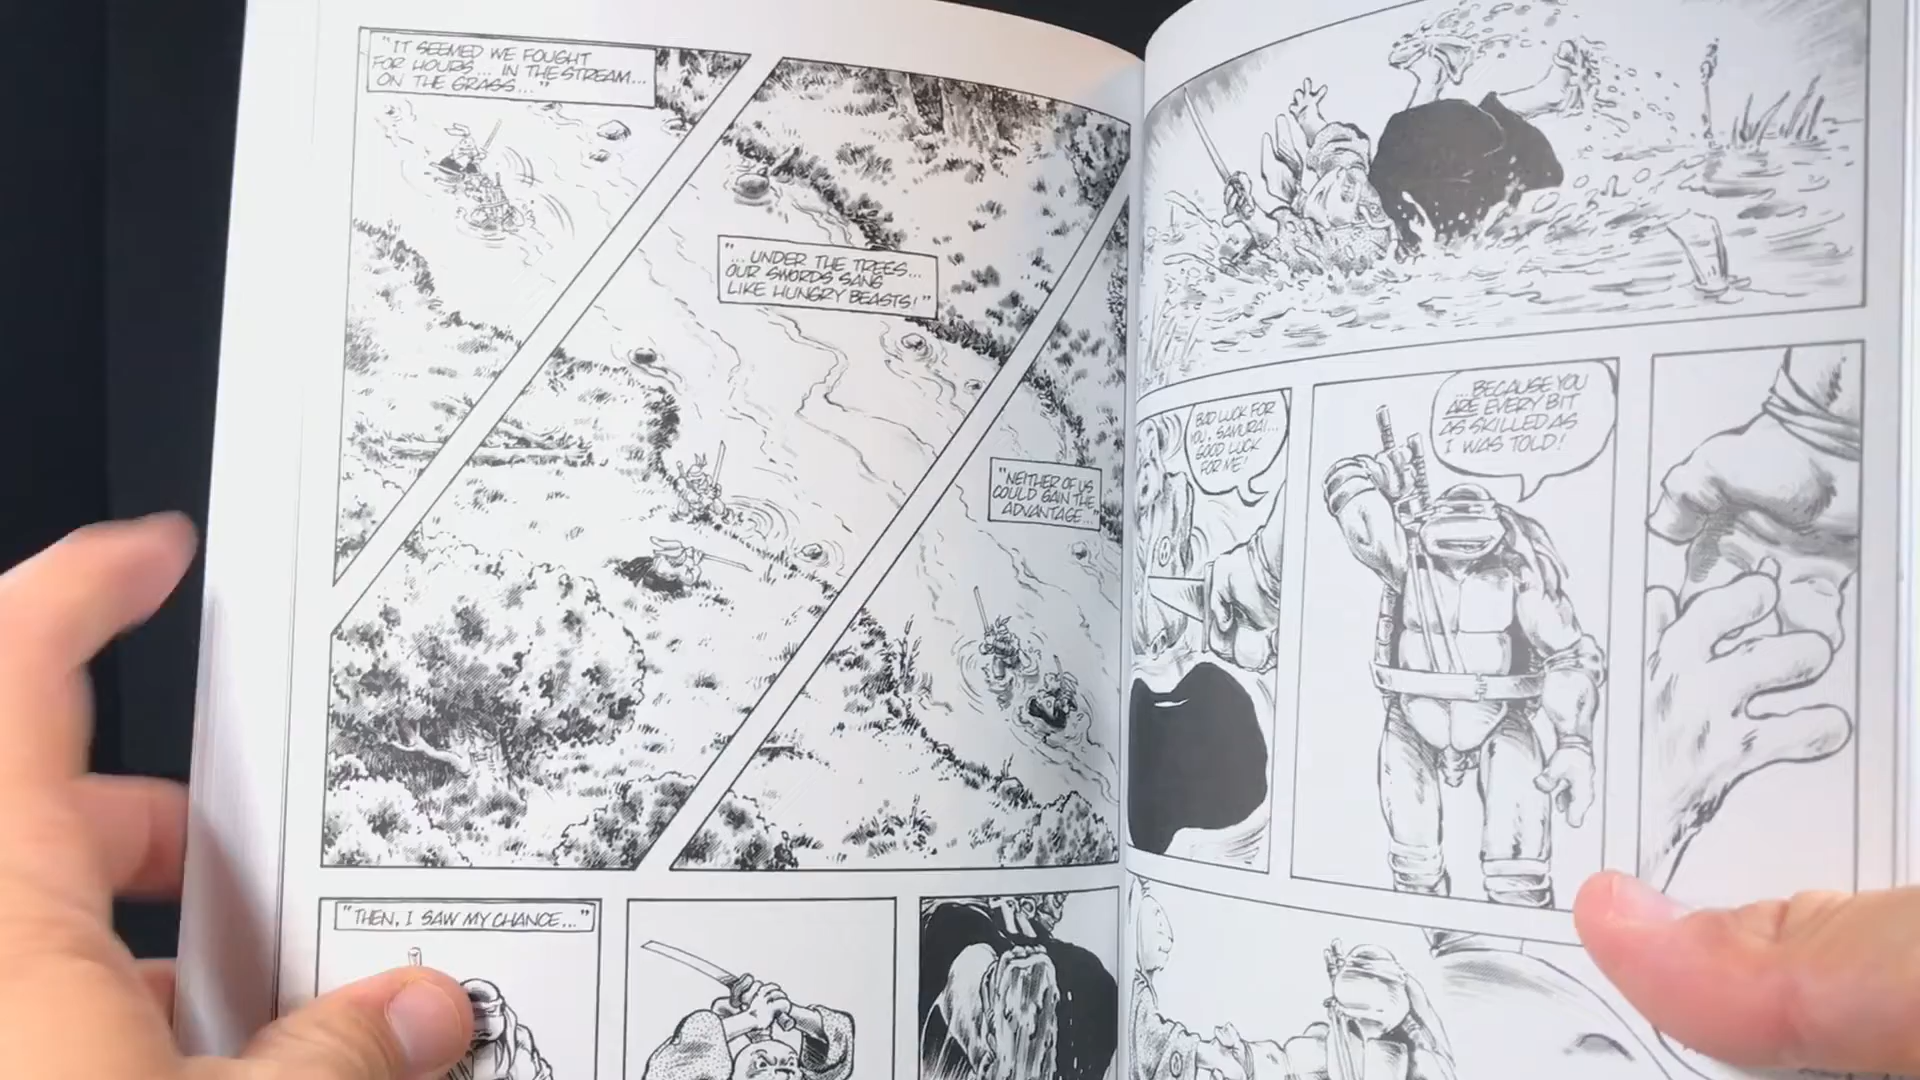 "IT SEEMED WE FOUGHT
FOR HOURS... IN THE STREAM...
ON THE GRASS..."
"...UNDER THE TREES...
OUR SWORDS SANG
LIKE HUNGRY BEASTS!"
"NEITHER OF US
COULD GAIN THE
ADVANTAGE..."
"THEN, I SAW MY CHANCE..."
BAD LUCK FOR
YOU, SAMURAI...
GOOD LUCK
FOR ME!
...BECAUSE YOU
ARE EVERY BIT
AS SKILLED AS
I WAS TOLD!